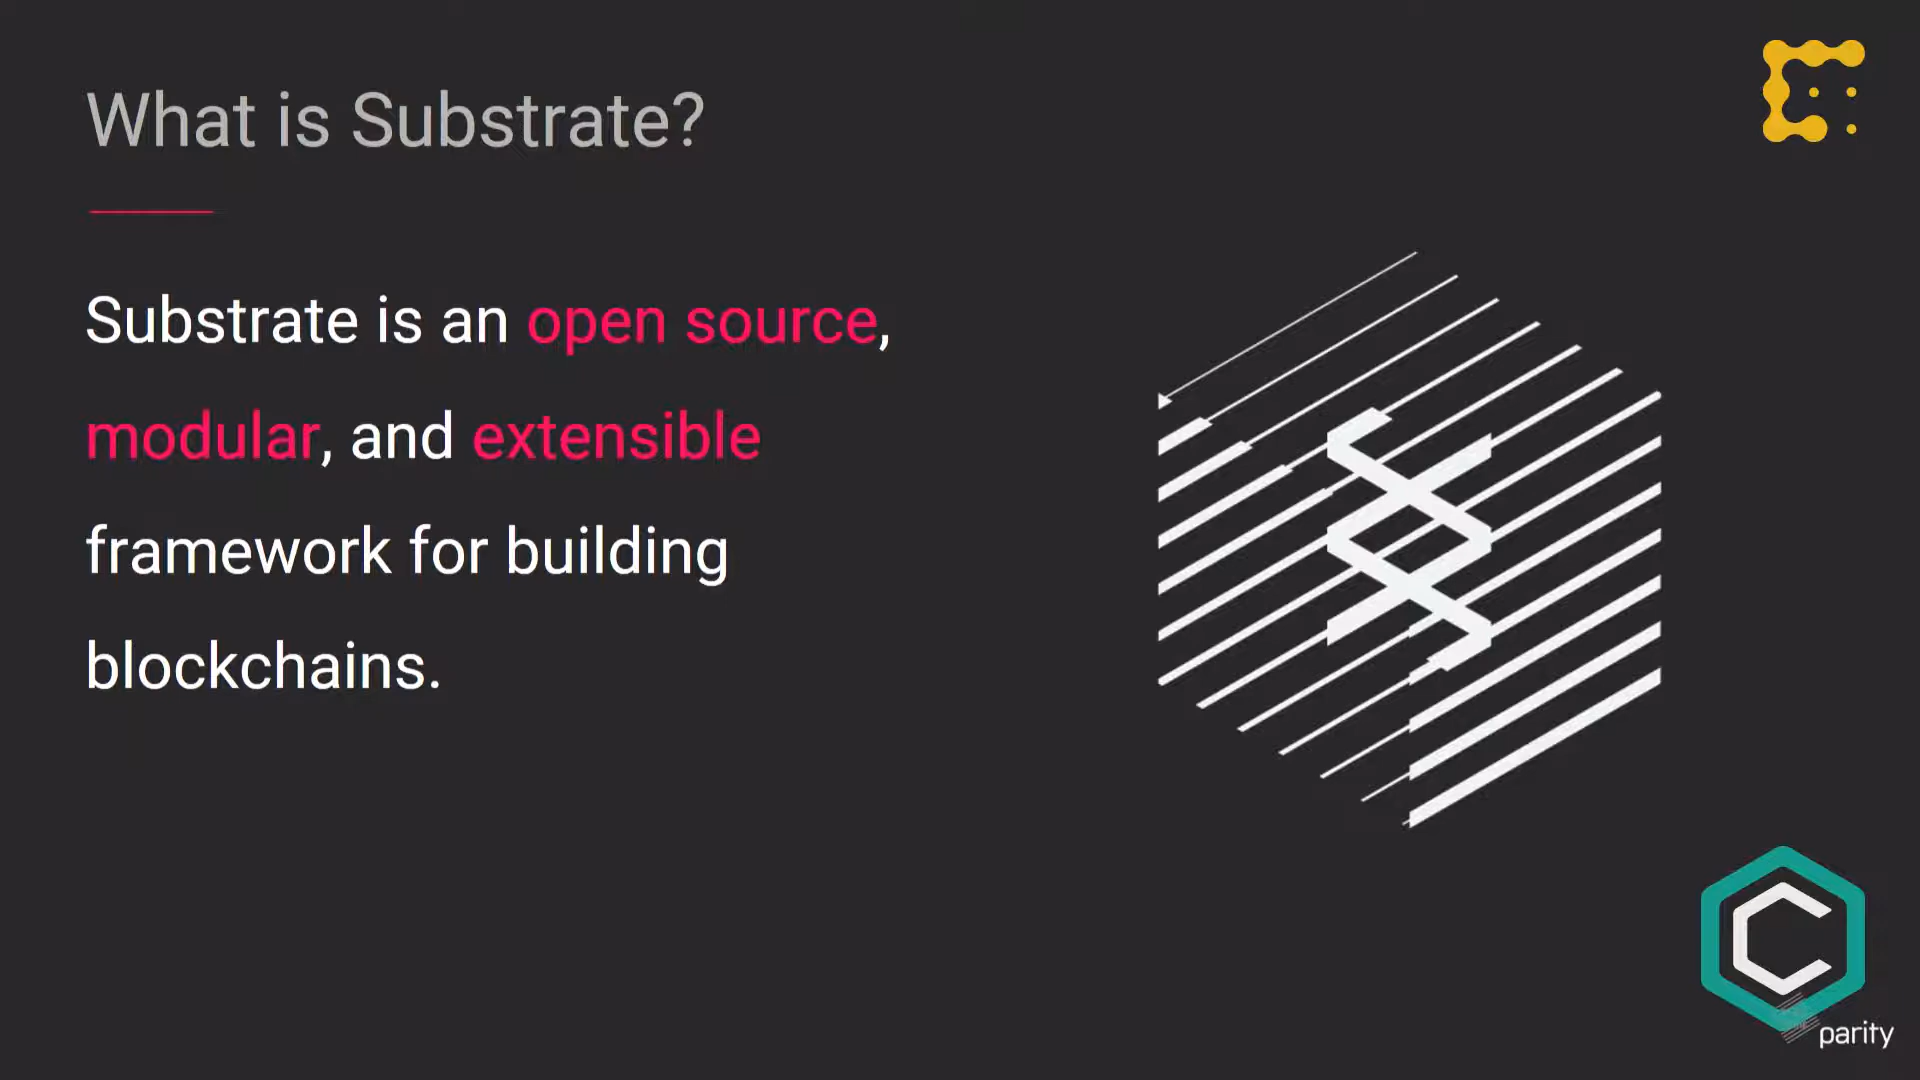 What is Substrate?
Substrate is an open source,
modular, and extensible
framework for building
blockchains.
parity